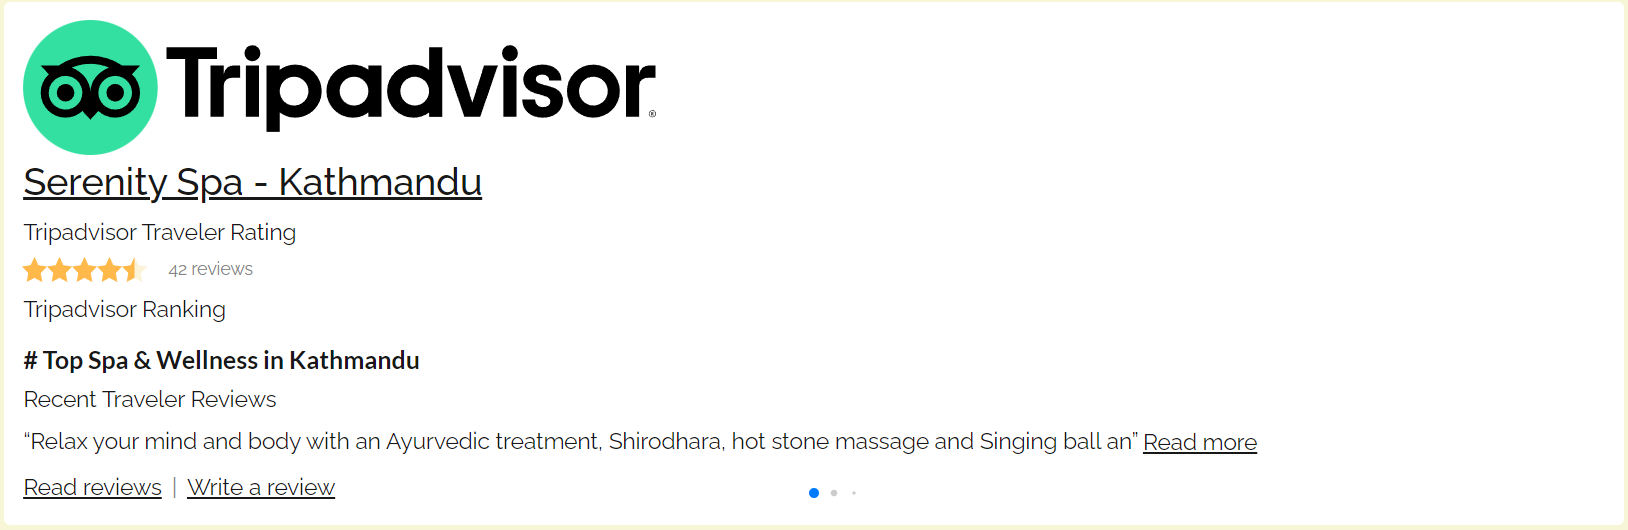 Tripadvisor®
Serenity Spa - Kathmandu
Tripadvisor Traveler Rating
42 reviews
Tripadvisor Ranking
# Top Spa & Wellness in Kathmandu
Recent Traveler Reviews
“Relax your mind and body with an Ayurvedic treatment, Shirodhara, hot stone massage and Singing ball an” Read more
Read reviews | Write a review